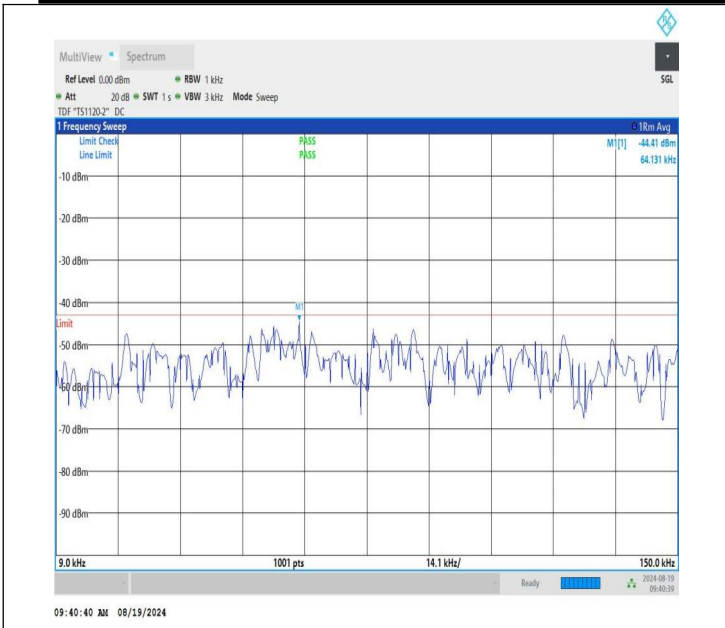 MultiView Spectrum
Ref Level 0.00 dBm RBW 1 kHz SGL
Att 20 dB SWT 1 s VBW 3 kHz Mode Sweep
TDF "TS1120-2" DC
1 Frequency Sweep 1Rm Avg
Limit Check PASS M1[1] -44.41 dBm
Line Limit PASS 64.131 kHz
-10 dBm
-20 dBm
-30 dBm
-40 dBm
M1
Limit
-50 dBm
-60 dBm
-70 dBm
-80 dBm
-90 dBm
9.0 kHz 1001 pts 14.1 kHz/ 150.0 kHz
Ready 2024-08-19
09:40:39
09:40:40 AM 08/19/2024